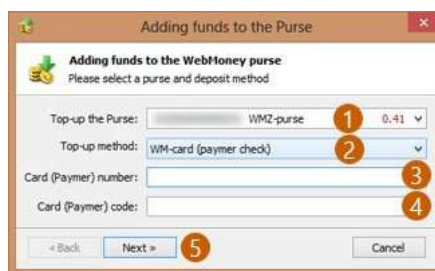 Adding funds to the Purse
Adding funds to the WebMoney purse
Please select a purse and deposit method
Top-up the Purse: WMZ-purse 1 0.41
Top-up method: WM-card (paymer check) 2
Card (Paymer) number: 3
Card (Paymer) code: 4
« Back Next » 5 Cancel